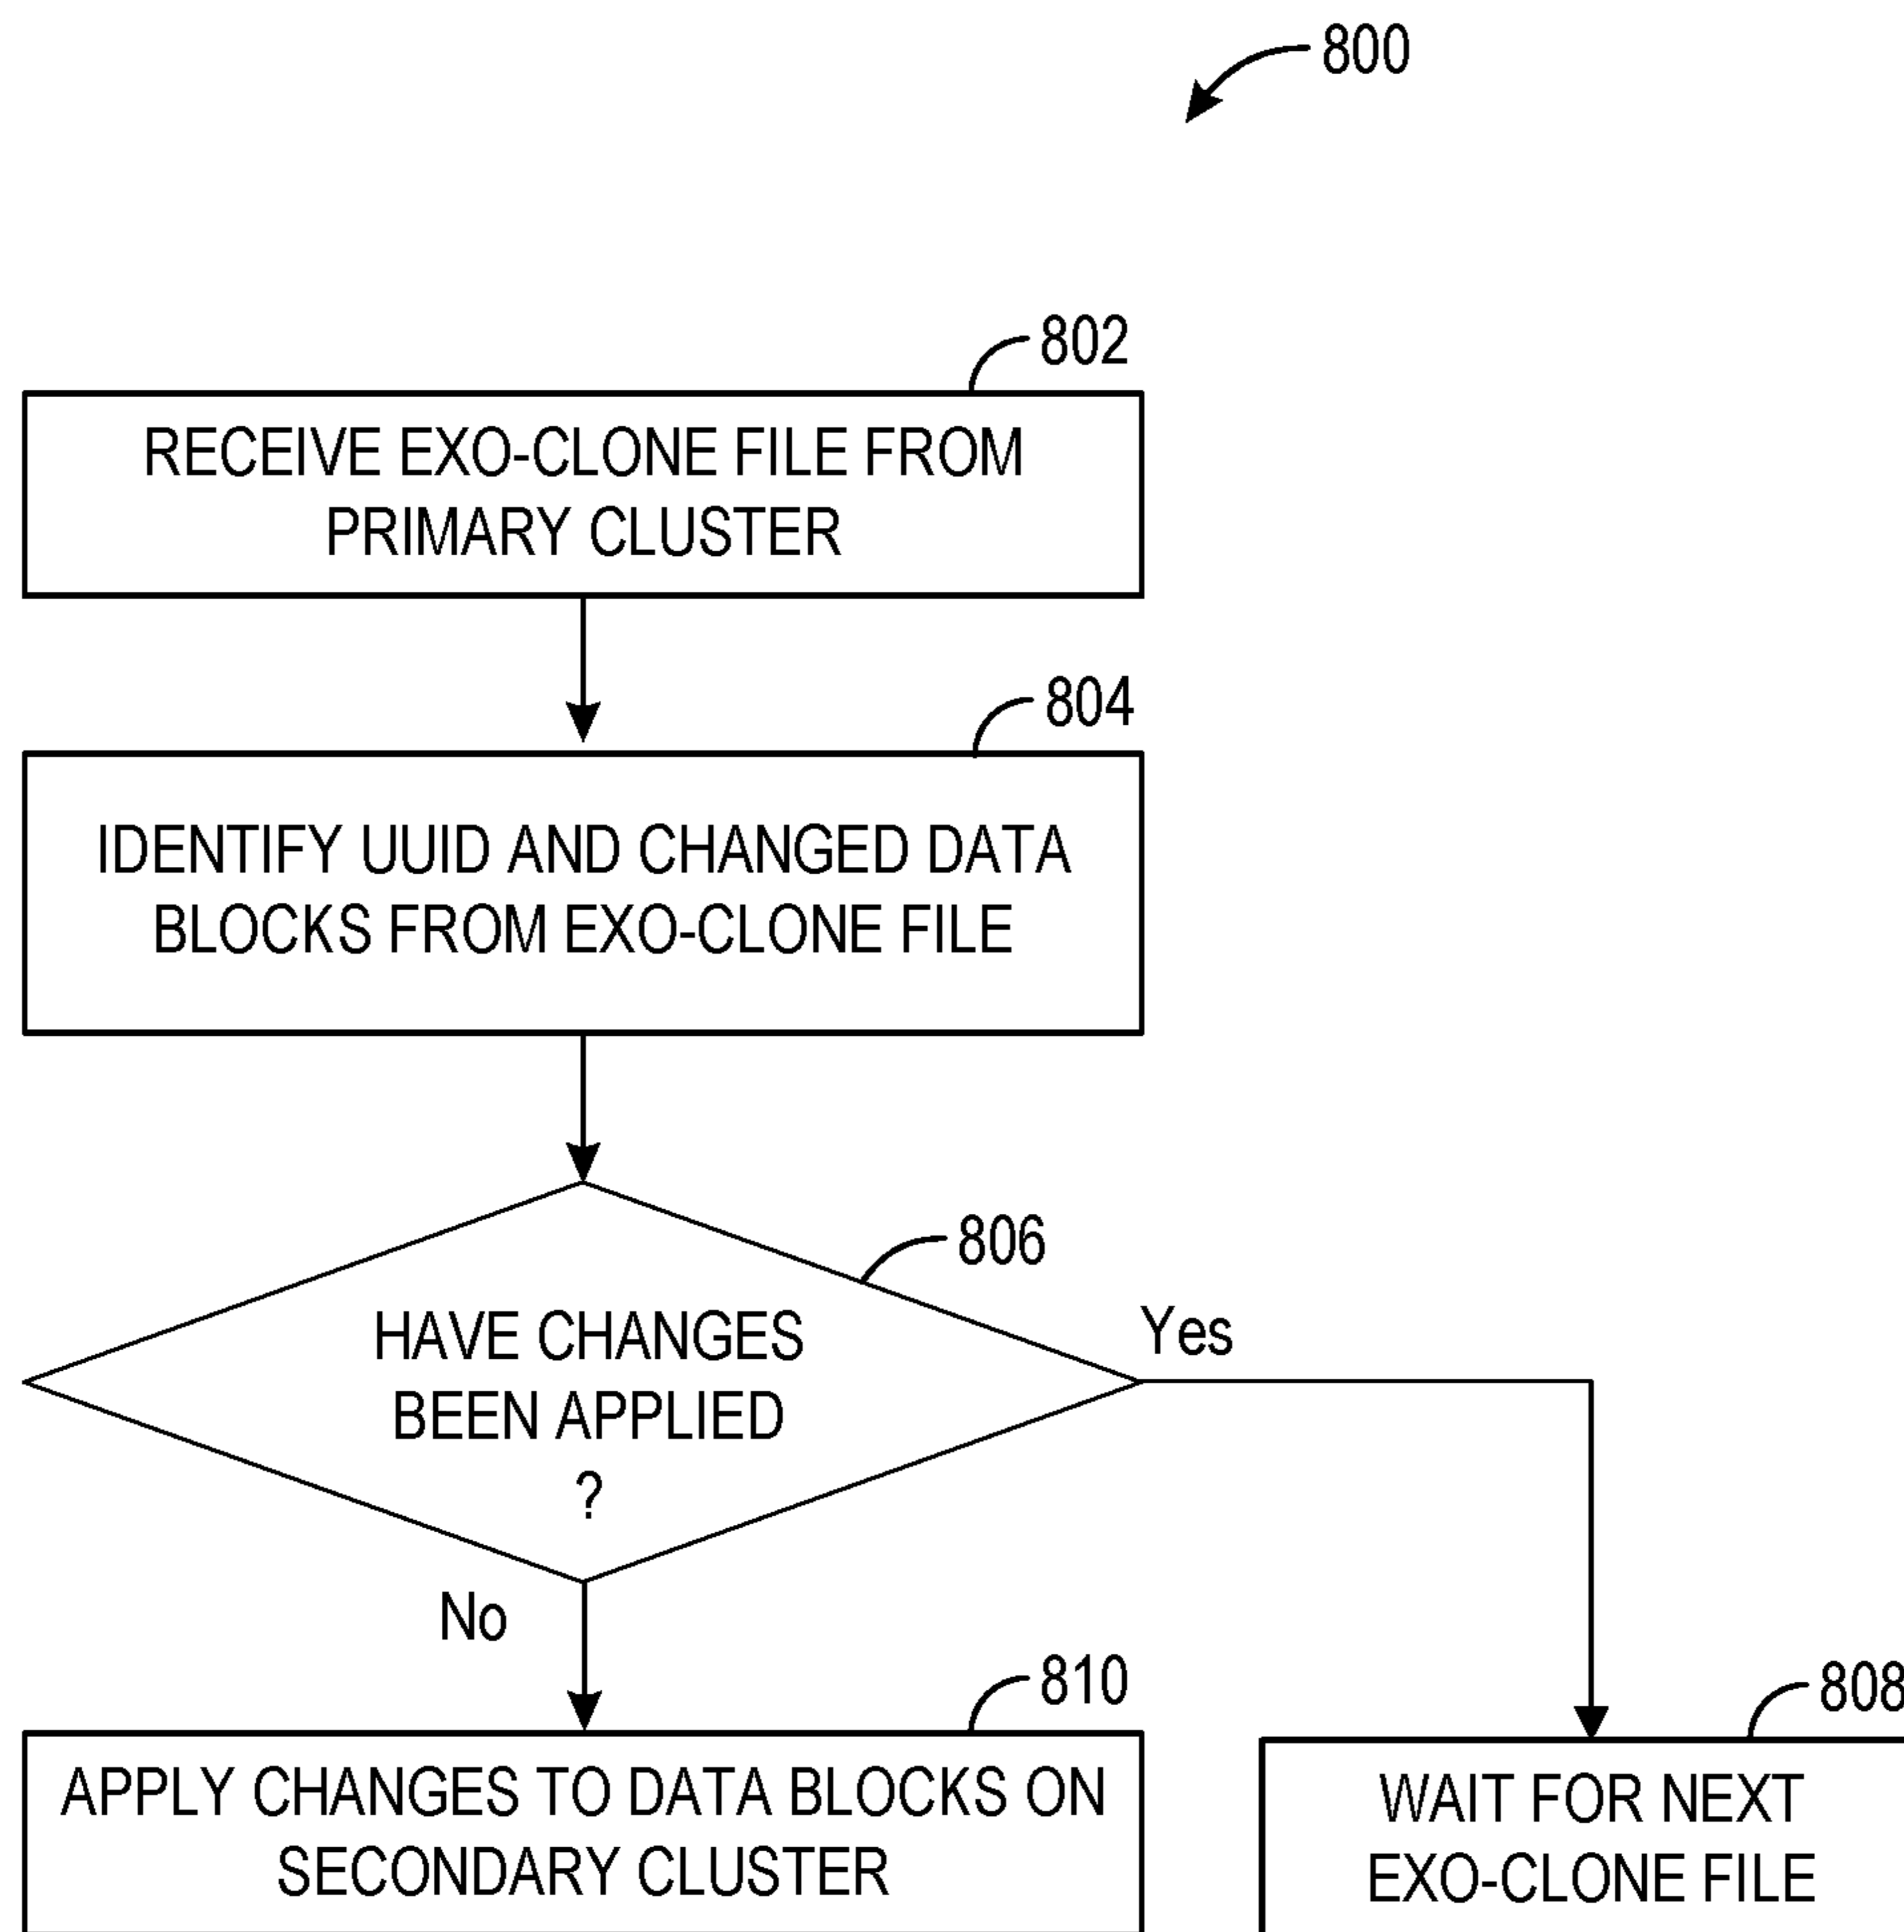 800
802
RECEIVE EXO-CLONE FILE FROM
PRIMARY CLUSTER
804
IDENTIFY UUID AND CHANGED DATA
BLOCKS FROM EXO-CLONE FILE
806
HAVE CHANGES
BEEN APPLIED
?
Yes
No
810
APPLY CHANGES TO DATA BLOCKS ON
SECONDARY CLUSTER
808
WAIT FOR NEXT
EXO-CLONE FILE